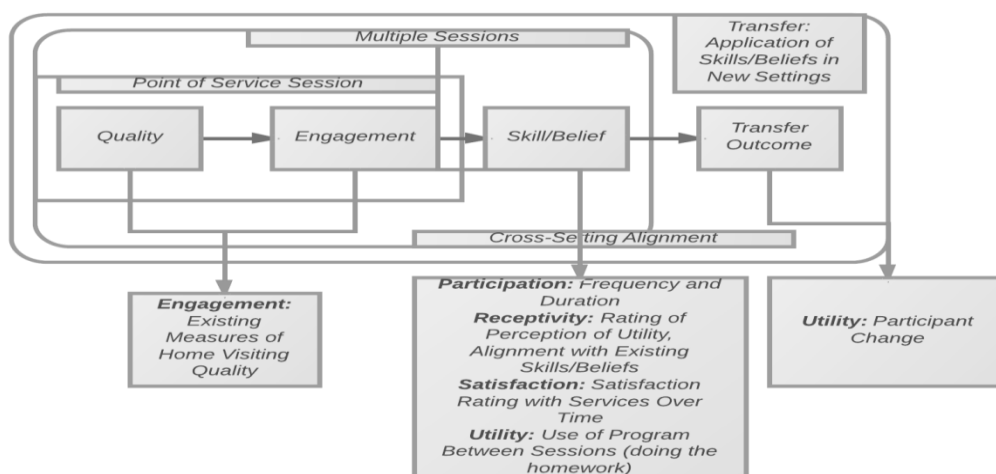 Multiple Sessions
Transfer:
Application of
Skills/Beliefs in
New Settings
Point of Service Session
Quality
Engagement
Skill/Belief
Transfer
Outcome
Cross-Setting Alignment
Engagement:
Existing
Measures of
Home Visiting
Quality
Participation: Frequency and
Duration
Receptivity: Rating of
Perception of Utility,
Alignment with Existing
Skills/Beliefs
Satisfaction: Satisfaction
Rating with Services Over
Time
Utility: Use of Program
Between Sessions (doing the
homework)
Utility: Participant
Change